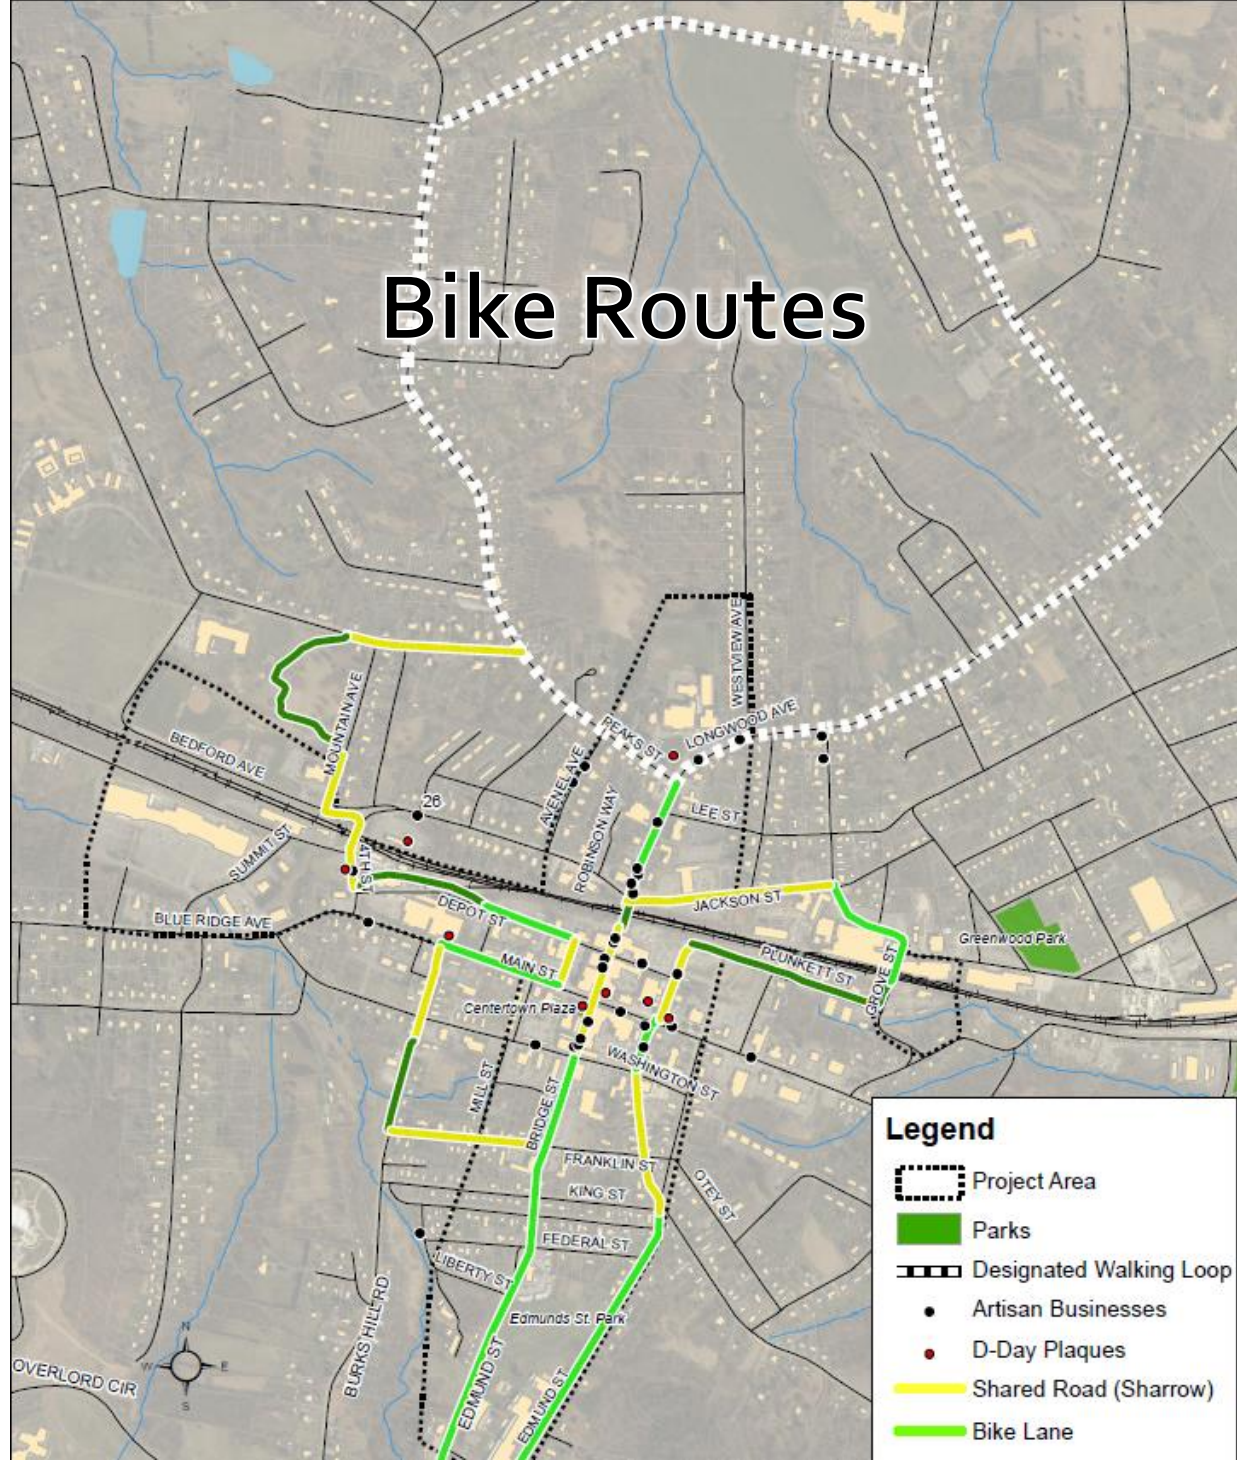 Bike Routes
WESTVIEW AVE
MOUNTAIN AVE
PEAKS ST
LONGWOOD AVE
BEDFORD AVE
AVENEL AVE
26
ROBINSON WAY
LEE ST
SUMMIT ST
4TH ST
JACKSON ST
DEPOT ST
BLUE RIDGE AVE
Greenwood Park
MAIN ST
PLUNKETT ST
GROVE ST
Centertown Plaza
WASHINGTON ST
MILL ST
BRIDGE ST
FRANKLIN ST
KING ST
OTEY ST
FEDERAL ST
LIBERTY ST
Edmunds St. Park
BURKS HILL RD
EDMUND ST
EDMUND ST
OVERLORD CIR
N
W
E
S
Legend
Project Area
Parks
Designated Walking Loop
Artisan Businesses
D-Day Plaques
Shared Road (Sharrow)
Bike Lane